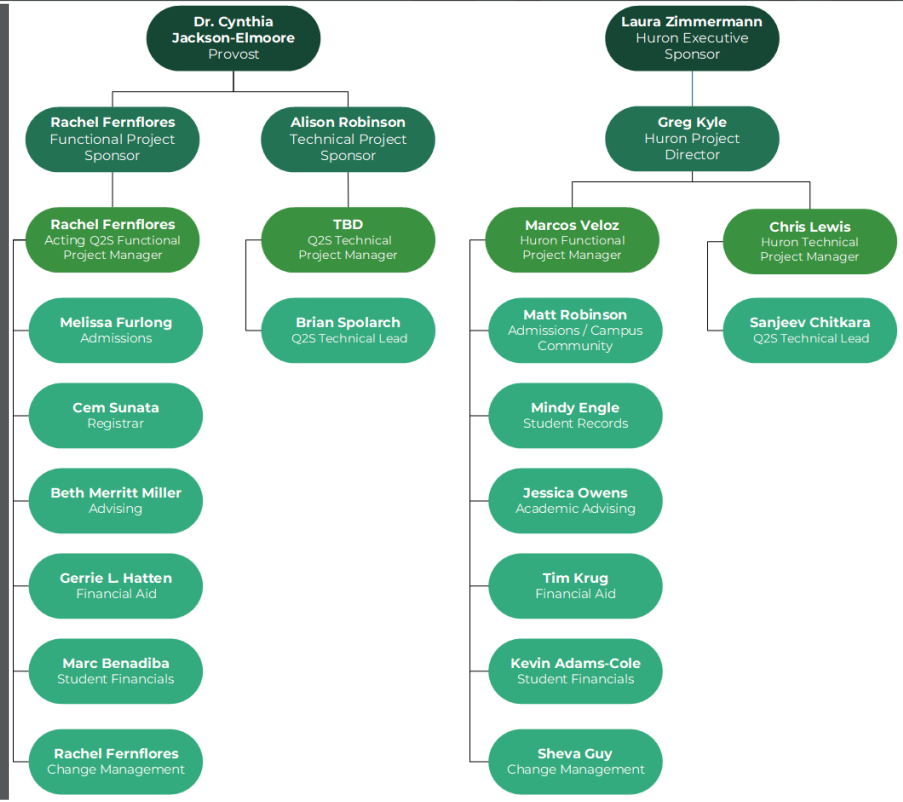 Dr. Cynthia
Jackson-Elmoore
Provost
Laura Zimmermann
Huron Executive
Sponsor
Rachel Fernflores
Functional Project
Sponsor
Alison Robinson
Technical Project
Sponsor
Greg Kyle
Huron Project
Director
Rachel Fernflores
Acting Q2S Functional
Project Manager
TBD
Q2S Technical
Project Manager
Marcos Veloz
Huron Functional
Project Manager
Chris Lewis
Huron Technical
Project Manager
Melissa Furlong
Admissions
Brian Spolarch
Q2S Technical Lead
Matt Robinson
Admissions / Campus
Community
Sanjeev Chitkara
Q2S Technical Lead
Cem Sunata
Registrar
Mindy Engle
Student Records
Beth Merritt Miller
Advising
Jessica Owens
Academic Advising
Gerrie L. Hatten
Financial Aid
Tim Krug
Financial Aid
Marc Benadiba
Student Financials
Kevin Adams-Cole
Student Financials
Rachel Fernflores
Change Management
Sheva Guy
Change Management